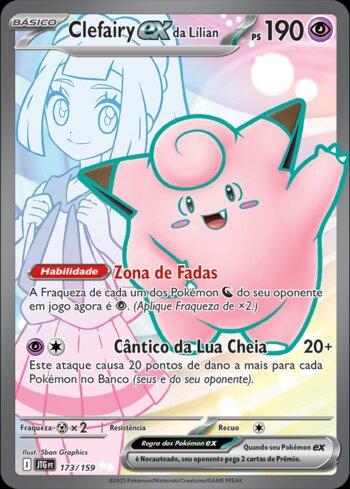 BÁSICO
Clefairy ex da Lílian PS 190
Habilidade Zona de Fadas
A Fraqueza de cada um dos Pokémon do seu oponente
em jogo agora é . (Aplique Fraqueza de ×2.)
Cântico da Lua Cheia 20+
Este ataque causa 20 pontos de dano a mais para cada
Pokémon no Banco (seus e do seu oponente).
Fraqueza ×2 Resistência Recuo
Ilust. 5ban Graphics
I JTG PT 173/159
Regra dos Pokémon ex Quando seu Pokémon ex
é Nocauteado, seu oponente pega 2 cartas de Prêmio.
©2025 Pokémon/Nintendo/Creatures/GAME FREAK